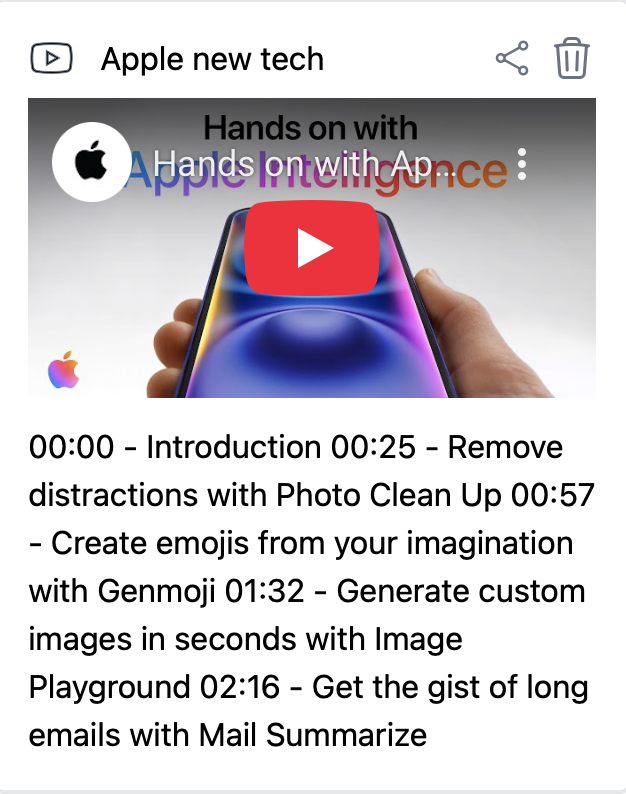 Apple new tech
Hands on with
Apple Intelligence
Hands on with Ap...
00:00 - Introduction 00:25 - Remove
distractions with Photo Clean Up 00:57
- Create emojis from your imagination
with Genmoji 01:32 - Generate custom
images in seconds with Image
Playground 02:16 - Get the gist of long
emails with Mail Summarize